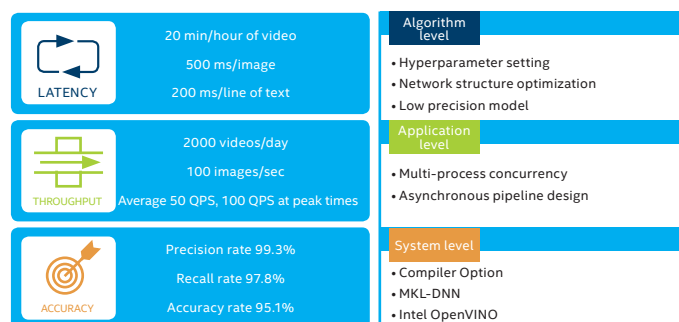 LATENCY
20 min/hour of video
500 ms/image
200 ms/line of text
THROUGHPUT
2000 videos/day
100 images/sec
Average 50 QPS, 100 QPS at peak times
ACCURACY
Precision rate 99.3%
Recall rate 97.8%
Accuracy rate 95.1%
Algorithm
level
• Hyperparameter setting
• Network structure optimization
• Low precision model
Application
level
• Multi-process concurrency
• Asynchronous pipeline design
System level
• Compiler Option
• MKL-DNN
• Intel OpenVINO